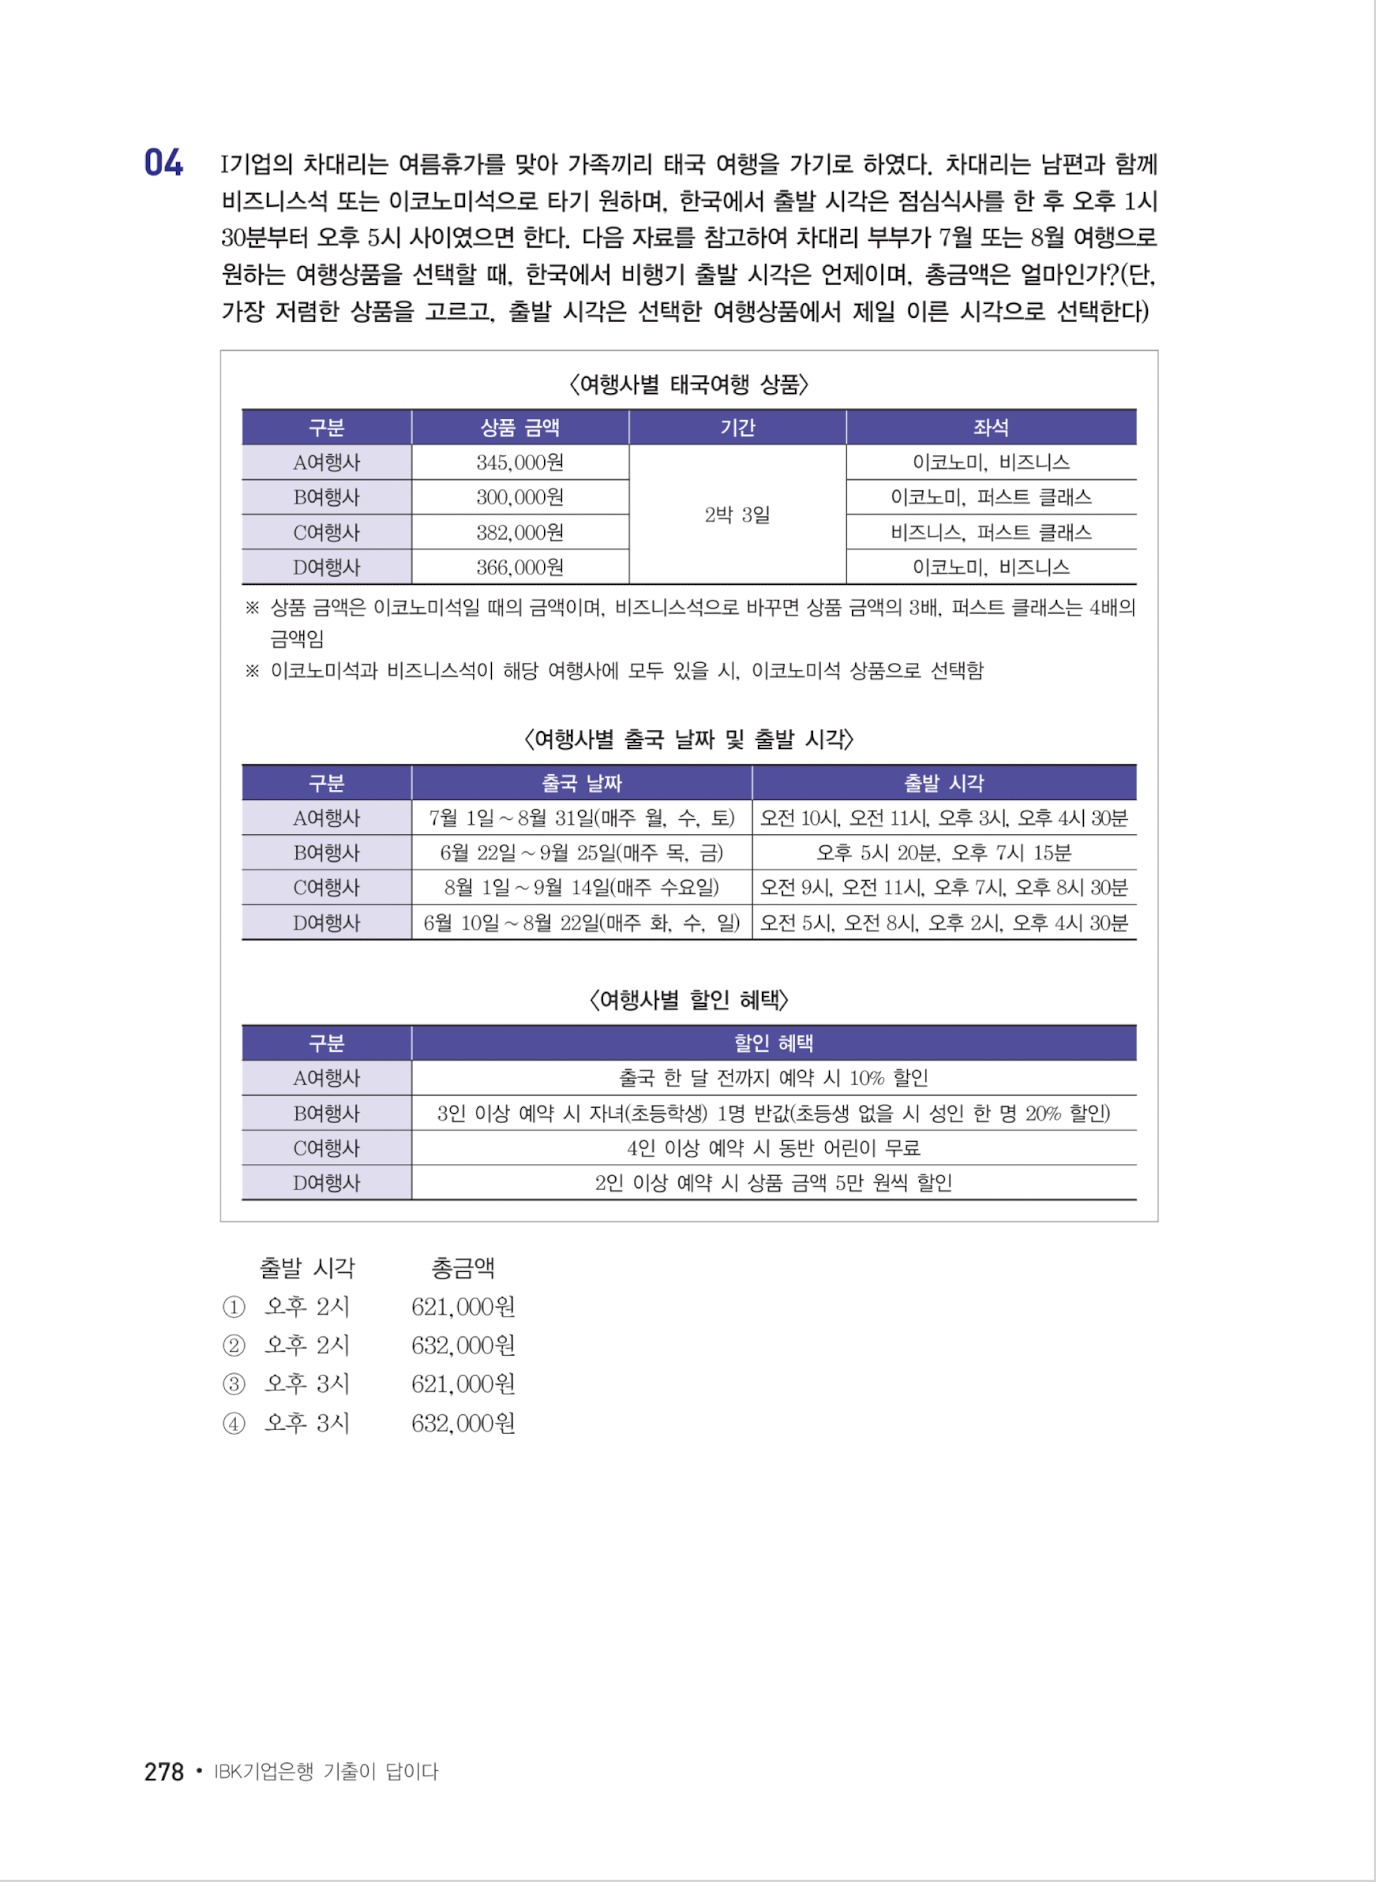 04 I기업의 차대리는 여름휴가를 맞아 가족끼리 태국 여행을 가기로 하였다. 차대리는 남편과 함께
비즈니스석 또는 이코노미석으로 타기 원하며, 한국에서 출발 시각은 점심식사를 한 후 오후 1시
30분부터 오후 5시 사이였으면 한다. 다음 자료를 참고하여 차대리 부부가 7월 또는 8월 여행으로
원하는 여행상품을 선택할 때, 한국에서 비행기 출발 시각은 언제이며, 총금액은 얼마인가?(단,
가장 저렴한 상품을 고르고, 출발 시각은 선택한 여행상품에서 제일 이른 시각으로 선택한다)
〈여행사별 태국여행 상품〉
구분 상품 금액 기간 좌석
A여행사 345,000원 이코노미, 비즈니스
B여행사 300,000원 이코노미, 퍼스트 클래스
2박 3일
C여행사 382,000원 비즈니스, 퍼스트 클래스
D여행사 366,000원 이코노미, 비즈니스
※ 상품 금액은 이코노미석일 때의 금액이며, 비즈니스석으로 바꾸면 상품 금액의 3배, 퍼스트 클래스는 4배의
금액임
※ 이코노미석과 비즈니스석이 해당 여행사에 모두 있을 시, 이코노미석 상품으로 선택함
〈여행사별 출국 날짜 및 출발 시각〉
구분 출국 날짜 출발 시각
A여행사 7월 1일~8월 31일(매주 월, 수, 토) 오전 10시, 오전 11시, 오후 3시, 오후 4시 30분
B여행사 6월 22일~9월 25일(매주 목, 금) 오후 5시 20분, 오후 7시 15분
C여행사 8월 1일~9월 14일(매주 수요일) 오전 9시, 오전 11시, 오후 7시, 오후 8시 30분
D여행사 6월 10일~8월 22일(매주 화, 수, 일) 오전 5시, 오전 8시, 오후 2시, 오후 4시 30분
〈여행사별 할인 혜택〉
구분 할인 혜택
A여행사 출국 한 달 전까지 예약 시 10% 할인
B여행사 3인 이상 예약 시 자녀(초등학생) 1명 반값(초등생 없을 시 성인 한 명 20% 할인)
C여행사 4인 이상 예약 시 동반 어린이 무료
D여행사 2인 이상 예약 시 상품 금액 5만 원씩 할인
출발 시각 총금액
① 오후 2시 621,000원
② 오후 2시 632,000원
③ 오후 3시 621,000원
④ 오후 3시 632,000원
278 • IBK기업은행 기출이 답이다